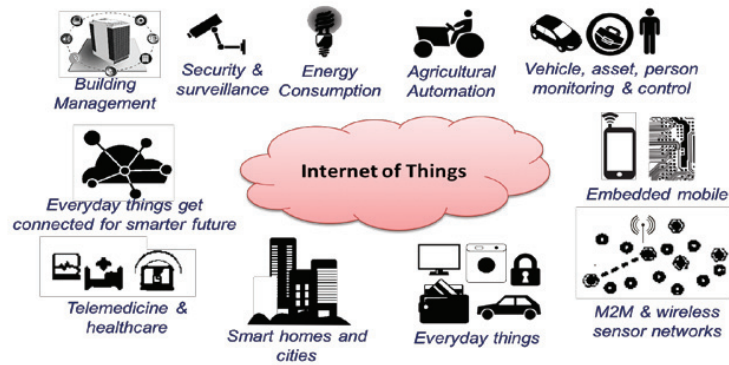 Building
Management
Security &
surveillance
Energy
Consumption
Agricultural
Automation
Vehicle, asset, person
monitoring & control
Internet of Things
Everyday things get
connected for smarter future
Embedded mobile
Telemedicine &
healthcare
Smart homes and
cities
Everyday things
M2M & wireless
sensor networks